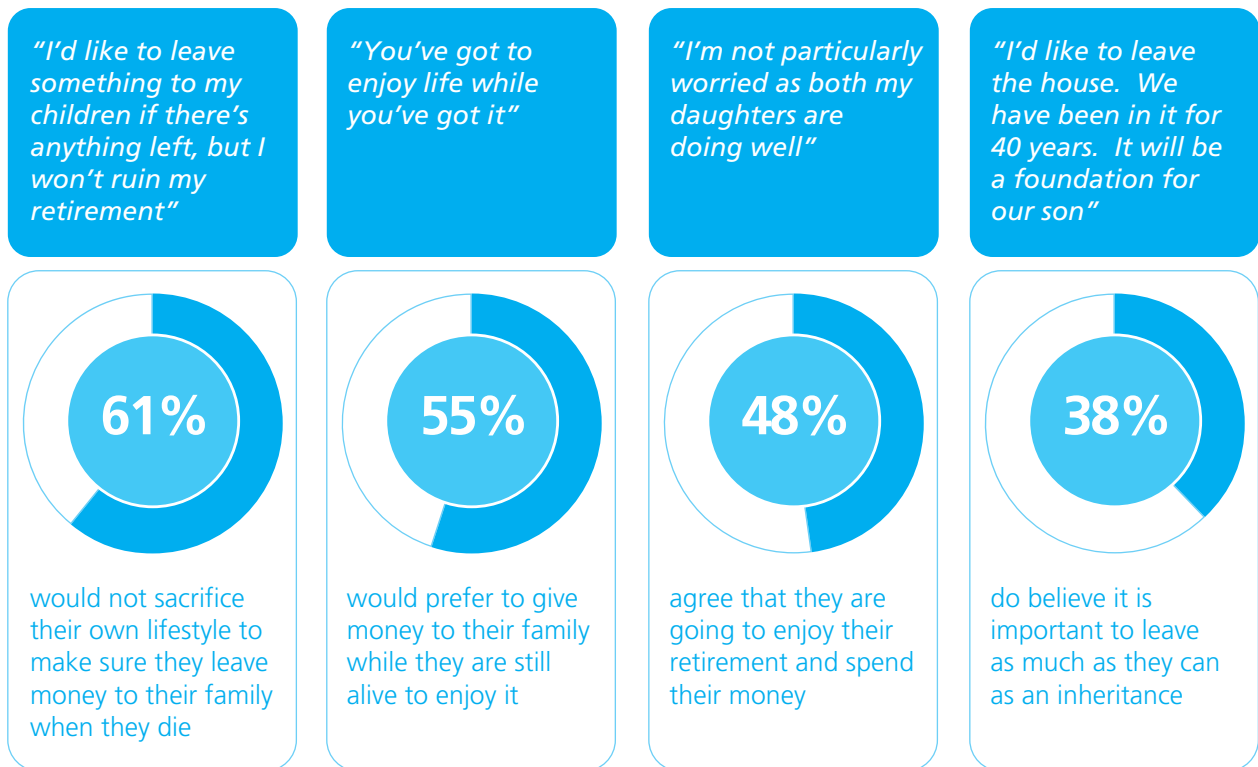 “I’d like to leave
something to my
children if there’s
anything left, but I
won’t ruin my
retirement”
“You’ve got to
enjoy life while
you’ve got it”
“I’m not particularly
worried as both my
daughters are
doing well”
“I’d like to leave
the house.  We
have been in it for
40 years.  It will be
a foundation for
our son”
61%
would not sacrifice
their own lifestyle to
make sure they leave
money to their family
when they die
55%
would prefer to give
money to their family
while they are still
alive to enjoy it
48%
agree that they are
going to enjoy their
retirement and spend
their money
38%
do believe it is
important to leave
as much as they can
as an inheritance